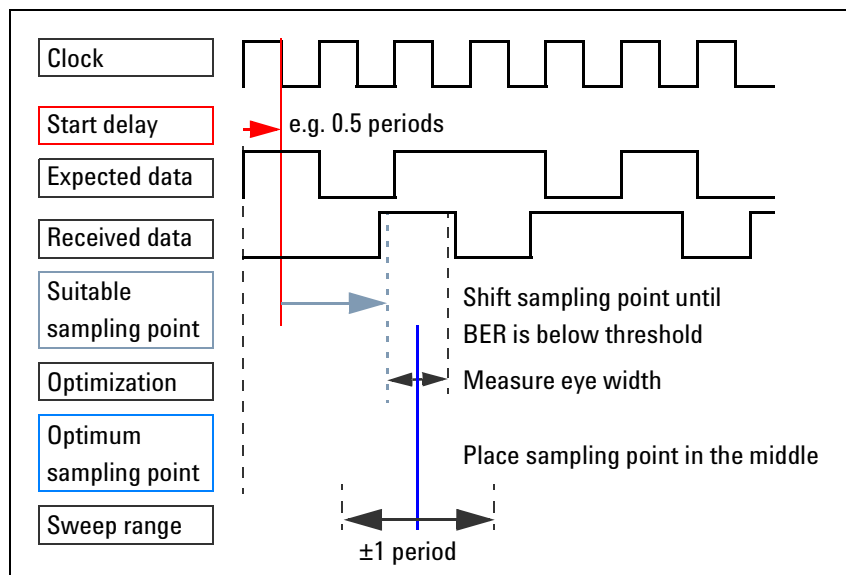 Clock
Start delay
e.g. 0.5 periods
Expected data
Received data
Suitable
sampling point
Shift sampling point until
BER is below threshold
Optimization
Measure eye width
Optimum
sampling point
Place sampling point in the middle
Sweep range
±1 period